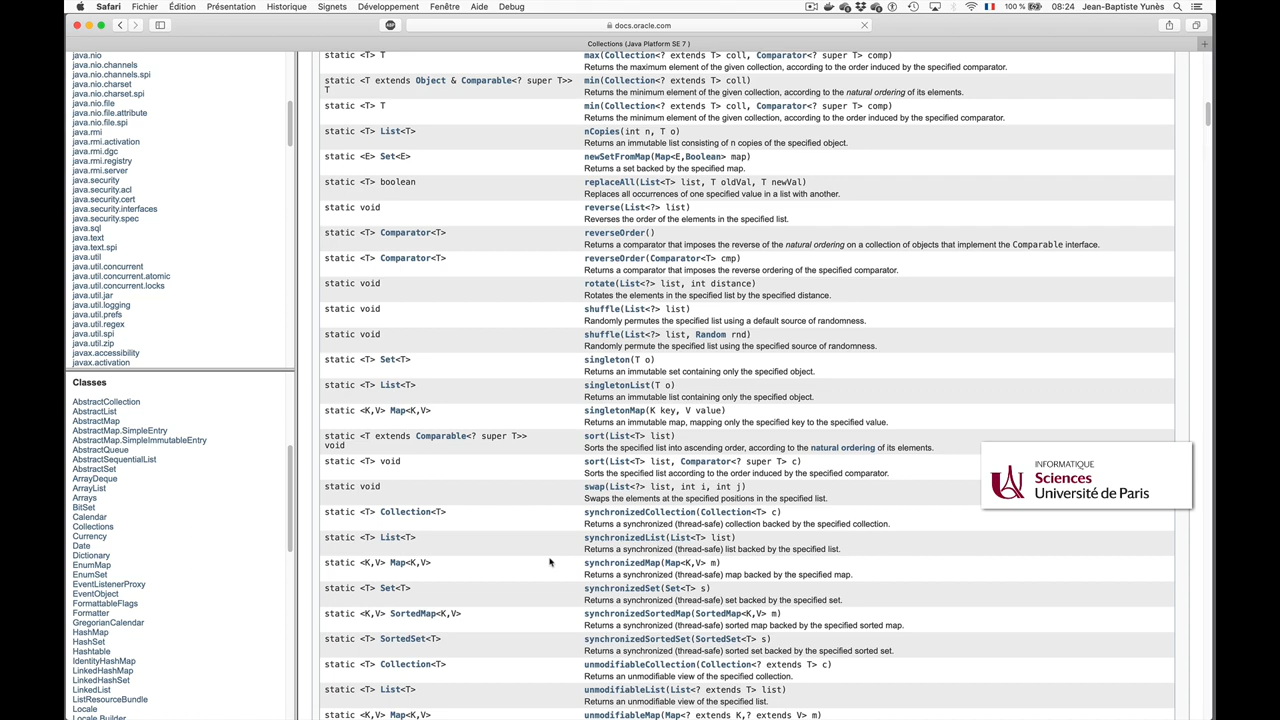 Safari Fichier Édition Présentation Historique Signets Développement Fenêtre Aide Debug 100 % 08:24 Jean-Baptiste Yunès
ABP docs.oracle.com
Collections (Java Platform SE 7 )
java.nio
java.nio.channels
java.nio.channels.spi
java.nio.charset
java.nio.charset.spi
java.nio.file
java.nio.file.attribute
java.nio.file.spi
java.rmi
java.rmi.activation
java.rmi.dgc
java.rmi.registry
java.rmi.server
java.security
java.security.acl
java.security.cert
java.security.interfaces
java.security.spec
java.sql
java.text
java.text.spi
java.util
java.util.concurrent
java.util.concurrent.atomic
java.util.concurrent.locks
java.util.jar
java.util.logging
java.util.prefs
java.util.regex
java.util.spi
java.util.zip
javax.accessibility
javax.activation
Classes
AbstractCollection
AbstractList
AbstractMap
AbstractMap.SimpleEntry
AbstractMap.SimpleImmutableEntry
AbstractQueue
AbstractSequentialList
AbstractSet
ArrayDeque
ArrayList
Arrays
BitSet
Calendar
Collections
Currency
Date
Dictionary
EnumMap
EnumSet
EventListenerProxy
EventObject
FormattableFlags
Formatter
GregorianCalendar
HashMap
HashSet
Hashtable
IdentityHashMap
LinkedHashMap
LinkedHashSet
LinkedList
ListResourceBundle
Locale
Locale.Builder
static <T> T max(Collection<? extends T> coll, Comparator<? super T> comp)
Returns the maximum element of the given collection, according to the order induced by the specified comparator.
static <T extends Object & Comparable<? super T>> min(Collection<? extends T> coll)
T Returns the minimum element of the given collection, according to the natural ordering of its elements.
static <T> T min(Collection<? extends T> coll, Comparator<? super T> comp)
Returns the minimum element of the given collection, according to the order induced by the specified comparator.
static <T> List<T> nCopies(int n, T o)
Returns an immutable list consisting of n copies of the specified object.
static <E> Set<E> newSetFromMap(Map<E,Boolean> map)
Returns a set backed by the specified map.
static <T> boolean replaceAll(List<T> list, T oldVal, T newVal)
Replaces all occurrences of one specified value in a list with another.
static void reverse(List<?> list)
Reverses the order of the elements in the specified list.
static <T> Comparator<T> reverseOrder()
Returns a comparator that imposes the reverse of the natural ordering on a collection of objects that implement the Comparable interface.
static <T> Comparator<T> reverseOrder(Comparator<T> cmp)
Returns a comparator that imposes the reverse ordering of the specified comparator.
static void rotate(List<?> list, int distance)
Rotates the elements in the specified list by the specified distance.
static void shuffle(List<?> list)
Randomly permutes the specified list using a default source of randomness.
static void shuffle(List<?> list, Random rnd)
Randomly permute the specified list using the specified source of randomness.
static <T> Set<T> singleton(T o)
Returns an immutable set containing only the specified object.
static <T> List<T> singletonList(T o)
Returns an immutable list containing only the specified object.
static <K,V> Map<K,V> singletonMap(K key, V value)
Returns an immutable map, mapping only the specified key to the specified value.
static <T extends Comparable<? super T>> sort(List<T> list)
void Sorts the specified list into ascending order, according to the natural ordering of its elements.
static <T> void sort(List<T> list, Comparator<? super T> c)
Sorts the specified list according to the order induced by the specified comparator.
static void swap(List<?> list, int i, int j)
Swaps the elements at the specified positions in the specified list.
static <T> Collection<T> synchronizedCollection(Collection<T> c)
Returns a synchronized (thread-safe) collection backed by the specified collection.
static <T> List<T> synchronizedList(List<T> list)
Returns a synchronized (thread-safe) list backed by the specified list.
static <K,V> Map<K,V> synchronizedMap(Map<K,V> m)
Returns a synchronized (thread-safe) map backed by the specified map.
static <T> Set<T> synchronizedSet(Set<T> s)
Returns a synchronized (thread-safe) set backed by the specified set.
static <K,V> SortedMap<K,V> synchronizedSortedMap(SortedMap<K,V> m)
Returns a synchronized (thread-safe) sorted map backed by the specified sorted map.
static <T> SortedSet<T> synchronizedSortedSet(SortedSet<T> s)
Returns a synchronized (thread-safe) sorted set backed by the specified sorted set.
static <T> Collection<T> unmodifiableCollection(Collection<? extends T> c)
Returns an unmodifiable view of the specified collection.
static <T> List<T> unmodifiableList(List<? extends T> list)
Returns an unmodifiable view of the specified list.
static <K,V> Map<K,V> unmodifiableMap(Map<? extends K,? extends V> m)
INFORMATIQUE
Sciences
Université de Paris